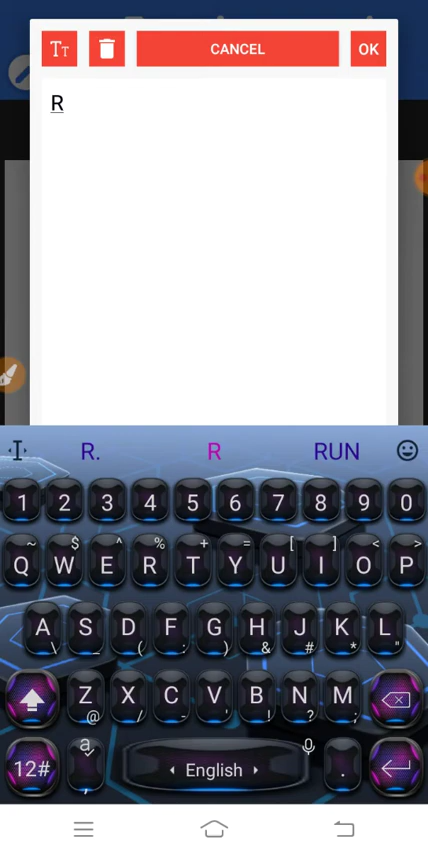 TT CANCEL OK
R
R. R RUN
1 2 3 4 5 6 7 8 9 0
~ $ ^ % + = [ ] < >
Q W E R T Y U I O P
A S D F G H J K L
\ _ ( : ) & # * "
Z X C V B N M
@ / - ' ! ? ;
12# a , English .